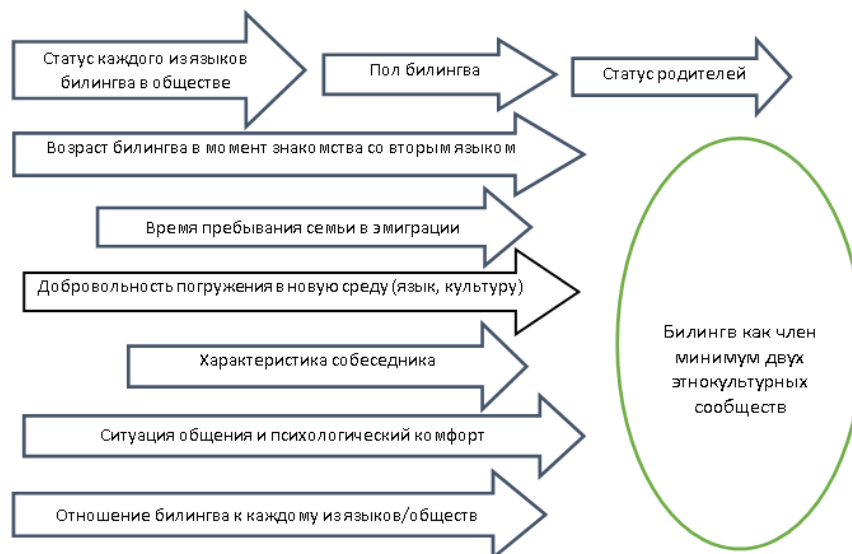 Статус каждого из языков
билингва в обществе
Пол билингва
Статус родителей
Возраст билингва в момент знакомства со вторым языком
Время пребывания семьи в эмиграции
Добровольность погружения в новую среду (язык, культуру)
Характеристика собеседника
Ситуация общения и психологический комфорт
Отношение билингва к каждому из языков/обществ
Билингв как член
минимум двух
этнокультурных
сообществ